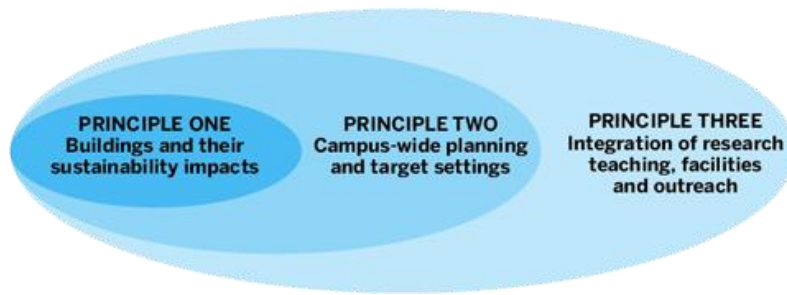 PRINCIPLE ONE
Buildings and their
sustainability impacts
PRINCIPLE TWO
Campus-wide planning
and target settings
PRINCIPLE THREE
Integration of research
teaching, facilities
and outreach